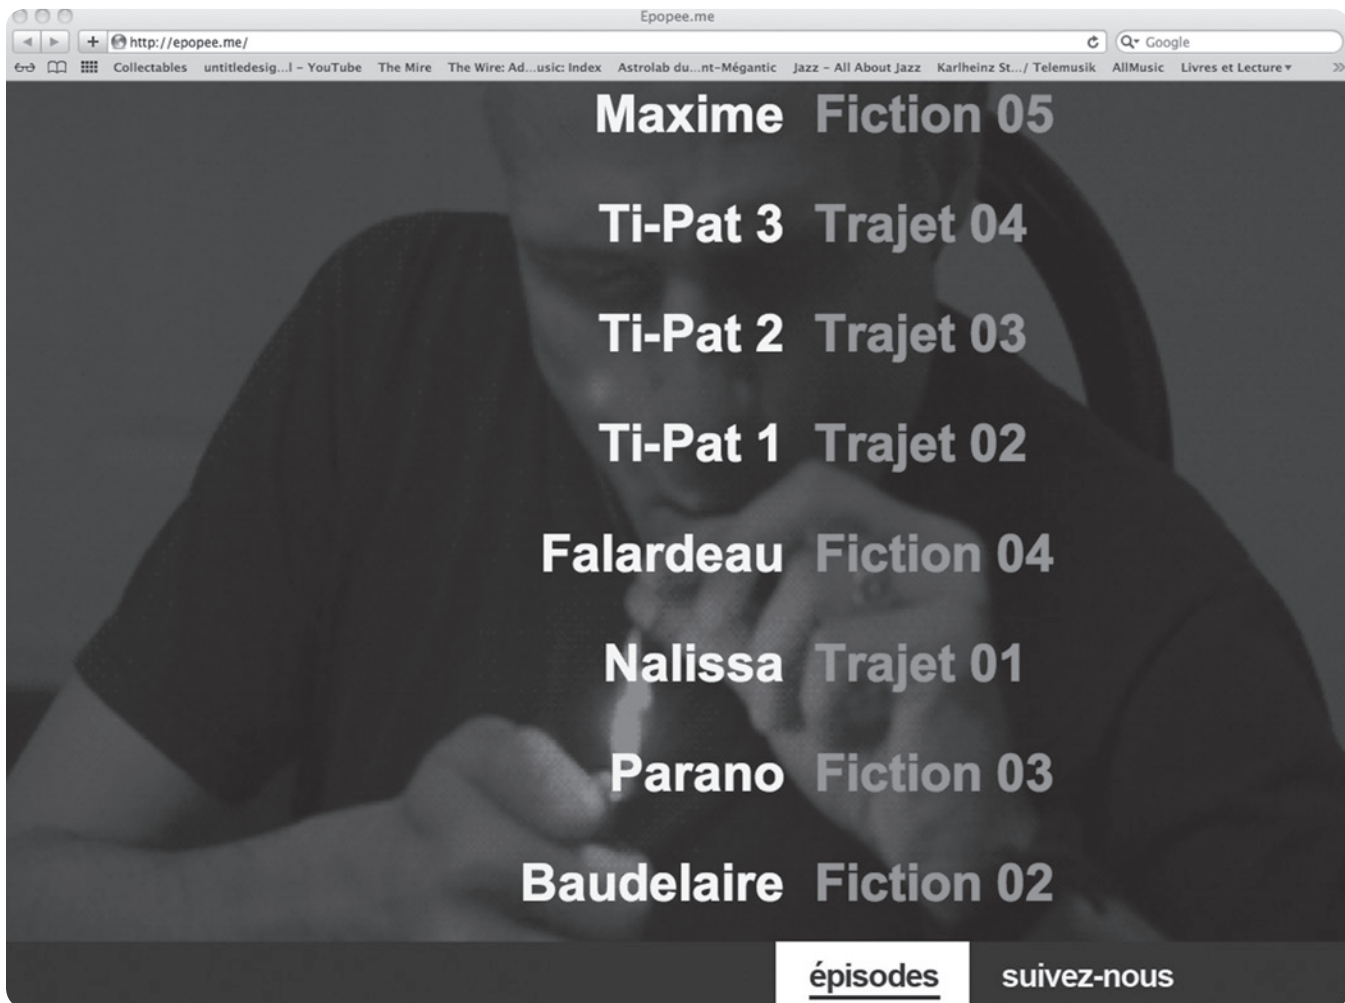 Epopee.me
http://epopee.me/ Google
Collectables untitledesig...l – YouTube The Mire The Wire: Ad...usic: Index Astrolab du...nt-Mégantic Jazz – All About Jazz Karlheinz St.../ Telemusik AllMusic Livres et Lecture
Maxime Fiction 05
Ti-Pat 3 Trajet 04
Ti-Pat 2 Trajet 03
Ti-Pat 1 Trajet 02
Falardeau Fiction 04
Nalissa Trajet 01
Parano Fiction 03
Baudelaire Fiction 02
épisodes suivez-nous